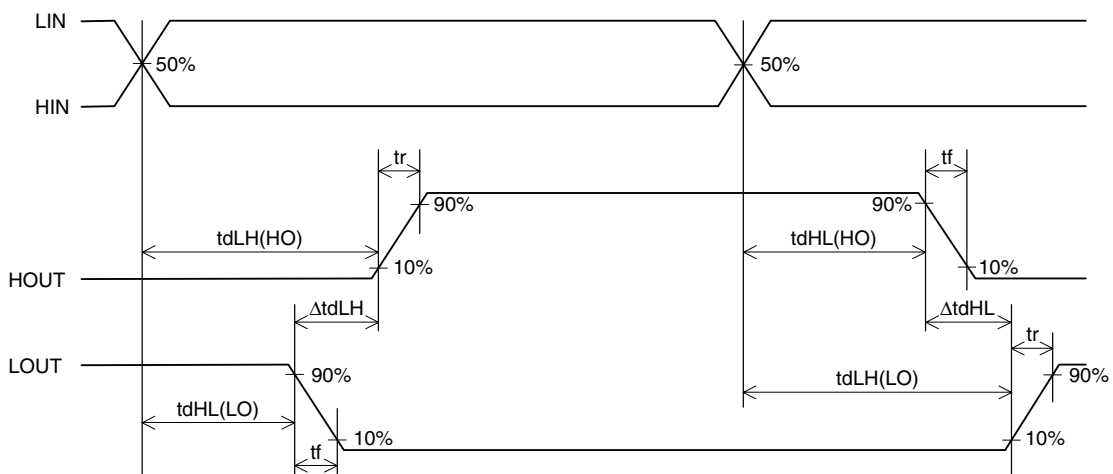 LIN
50%
50%
HIN
tr
tf
90%
90%
tdLH(HO)
tdHL(HO)
10%
10%
HOUT
ΔtdLH
ΔtdHL
tr
LOUT
90%
tdLH(LO)
90%
tdHL(LO)
10%
10%
tf